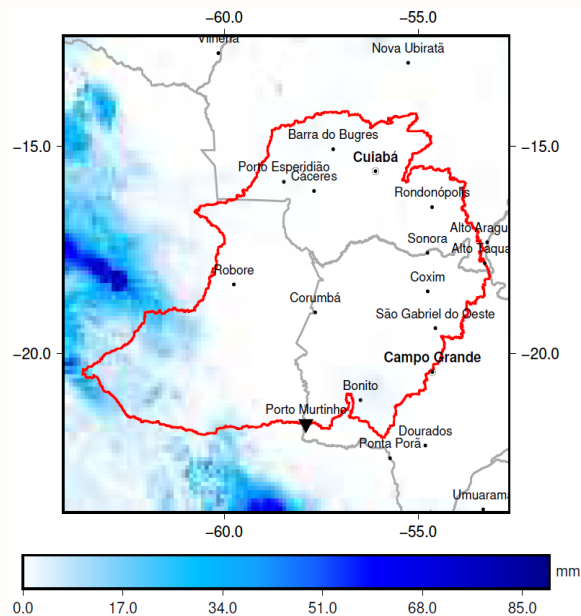 −60.0 −55.0
Vilhena
Nova Ubiratã
−15.0 −15.0
Barra do Bugres
Cuiabá
Porto Esperidião
Cáceres
Rondonópolis
Alto Aragu
Sonora
Alto Taqua
Robore
Coxim
Corumbá
São Gabriel do Oeste
−20.0 −20.0
Campo Grande
Bonito
Porto Murtinho
Dourados
Ponta Porã
Umuarama
−60.0 −55.0
mm
0.0 17.0 34.0 51.0 68.0 85.0